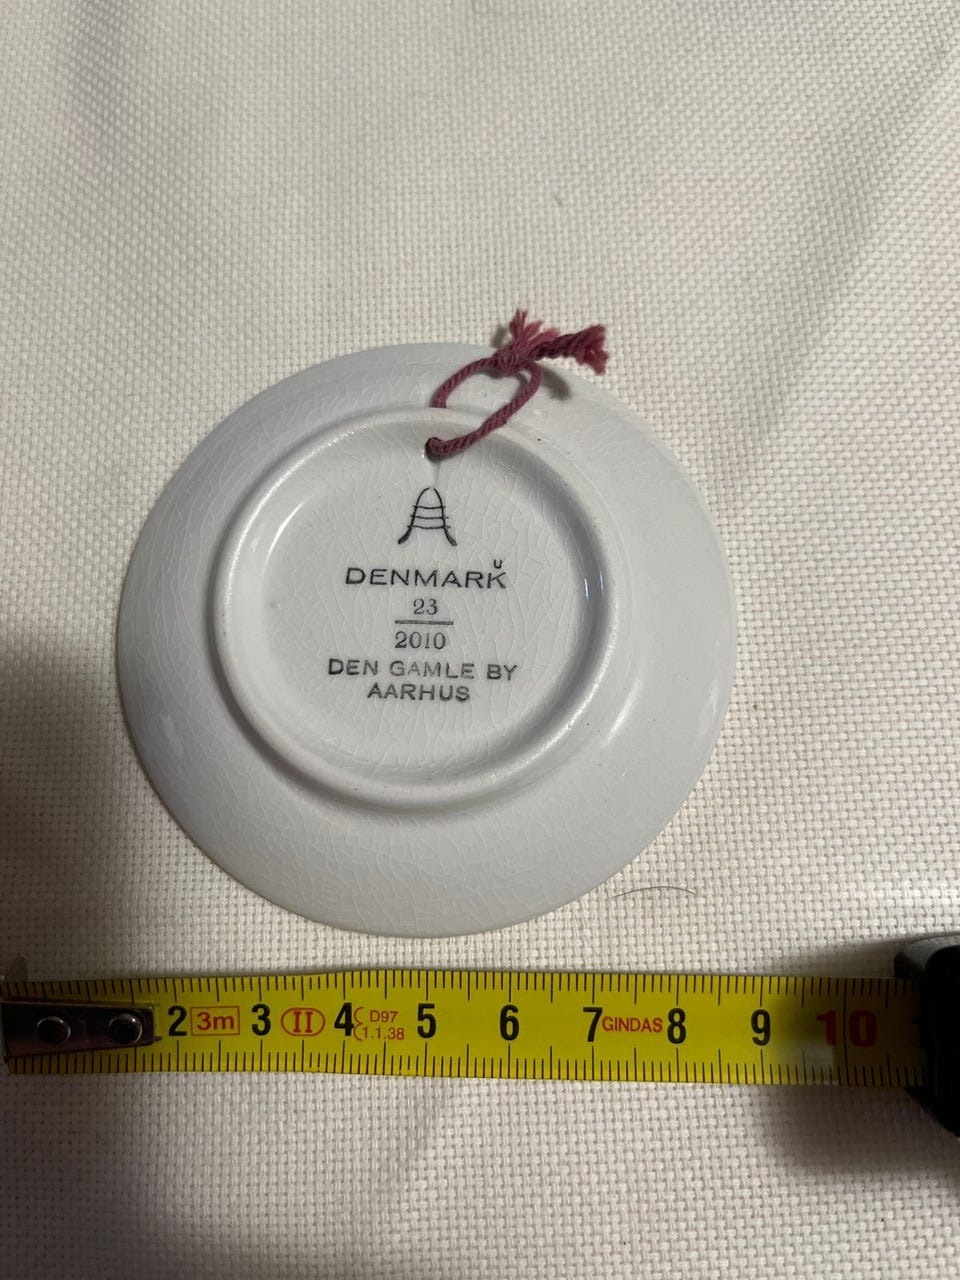 U
DENMARK
23
2010
DEN GAMLE BY
AARHUS
2 3m 3 II 4 D97 5 6 7 GINDAS 8 9 10
1.1.38